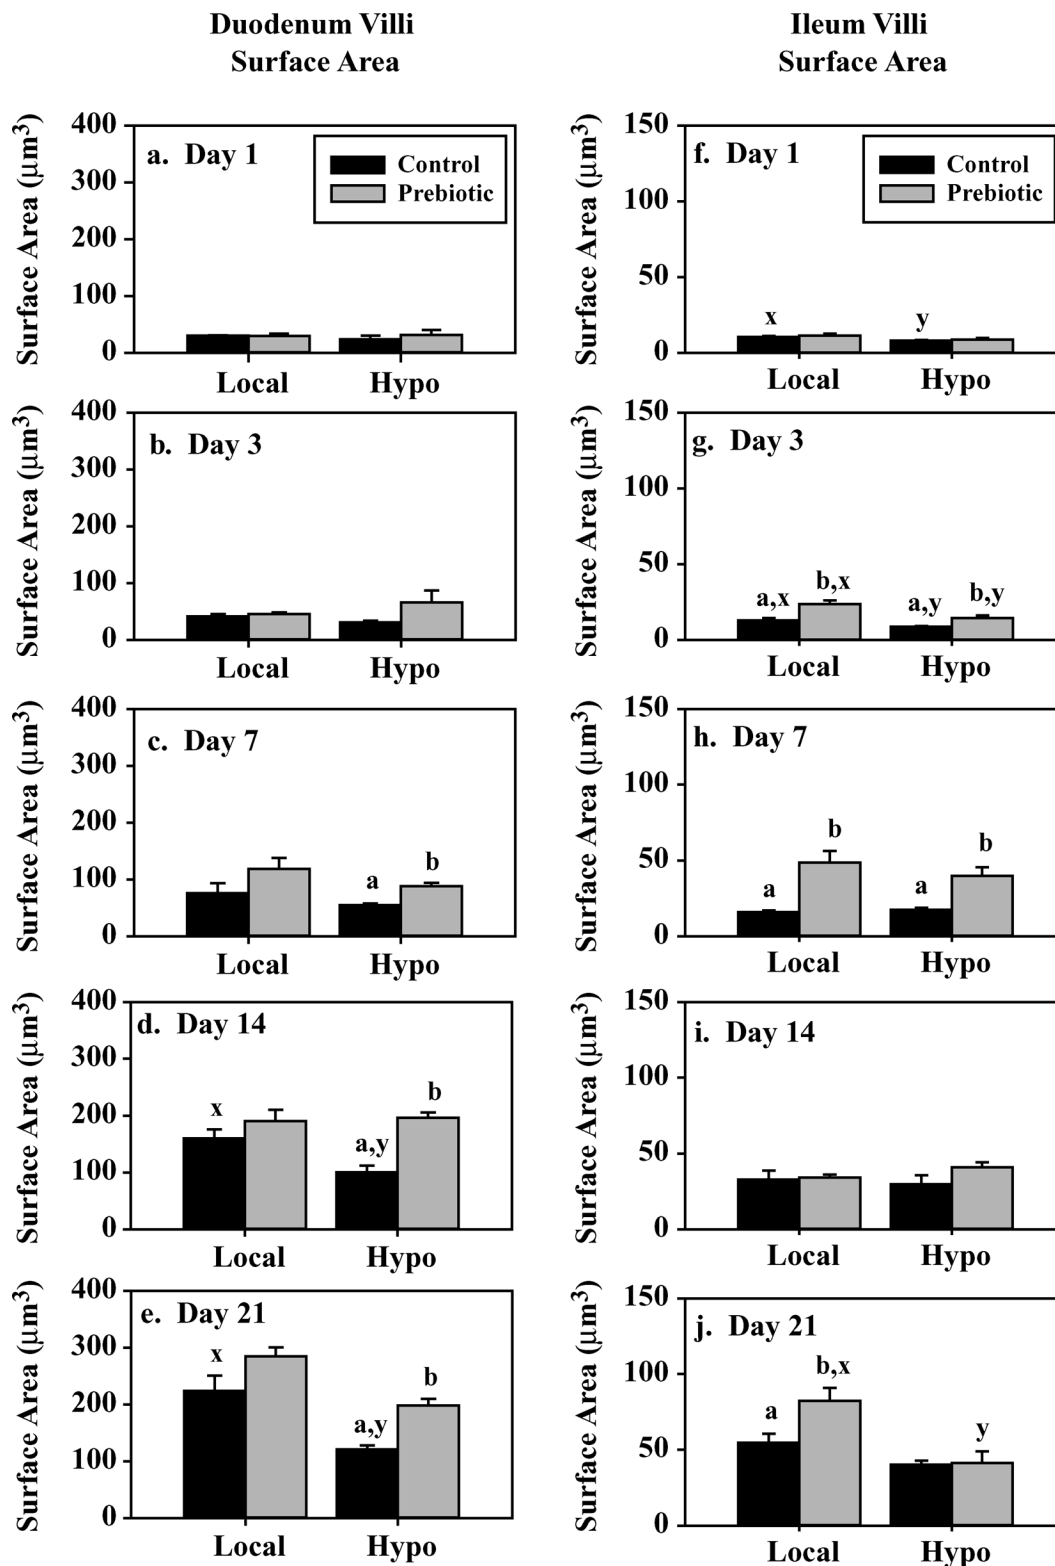 Duodenum Villi
Surface Area
Surface Area (µm³)
400
300
200
100
0
a. Day 1
Control
Prebiotic
Local Hypo
Surface Area (µm³)
400
300
200
100
0
b. Day 3
Local Hypo
Surface Area (µm³)
400
300
200
100
0
c. Day 7
a
b
Local Hypo
Surface Area (µm³)
400
300
200
100
0
d. Day 14
x
a,y
b
Local Hypo
Surface Area (µm³)
400
300
200
100
0
e. Day 21
x
a,y
b
Local Hypo
Ileum Villi
Surface Area
Surface Area (µm³)
150
100
50
0
f. Day 1
Control
Prebiotic
x
y
Local Hypo
Surface Area (µm³)
150
100
50
0
g. Day 3
a,x
b,x
a,y
b,y
Local Hypo
Surface Area (µm³)
150
100
50
0
h. Day 7
a
b
a
b
Local Hypo
Surface Area (µm³)
150
100
50
0
i. Day 14
Local Hypo
Surface Area (µm³)
150
100
50
0
j. Day 21
a
b,x
y
Local Hypo